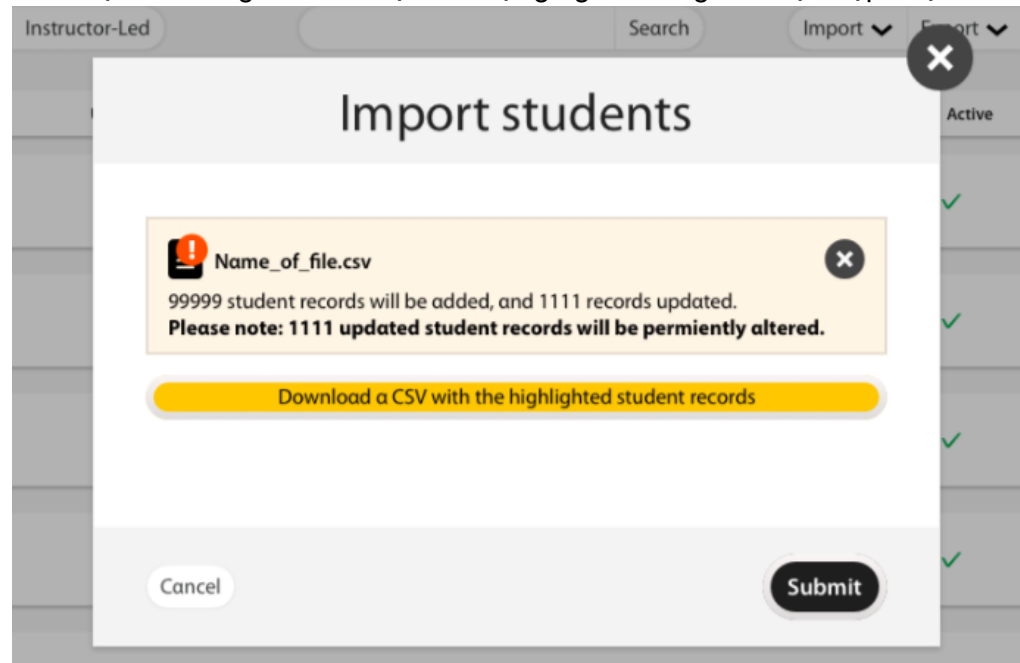 Instructor-Led
Search
Import
Export
Active
Import students
Name_of_file.csv
99999 student records will be added, and 1111 records updated.
Please note: 1111 updated student records will be permiently altered.
Download a CSV with the highlighted student records
Cancel
Submit